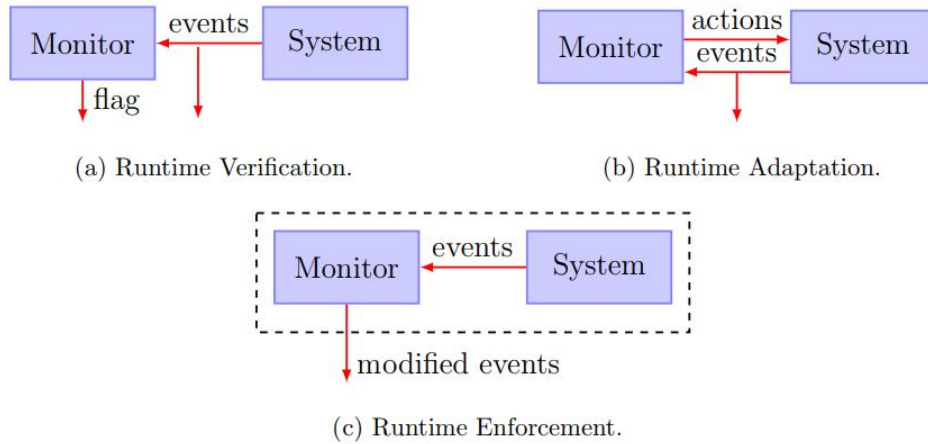 events
Monitor
System
flag
(a) Runtime Verification.
actions
Monitor
System
events
(b) Runtime Adaptation.
events
Monitor
System
modified events
(c) Runtime Enforcement.